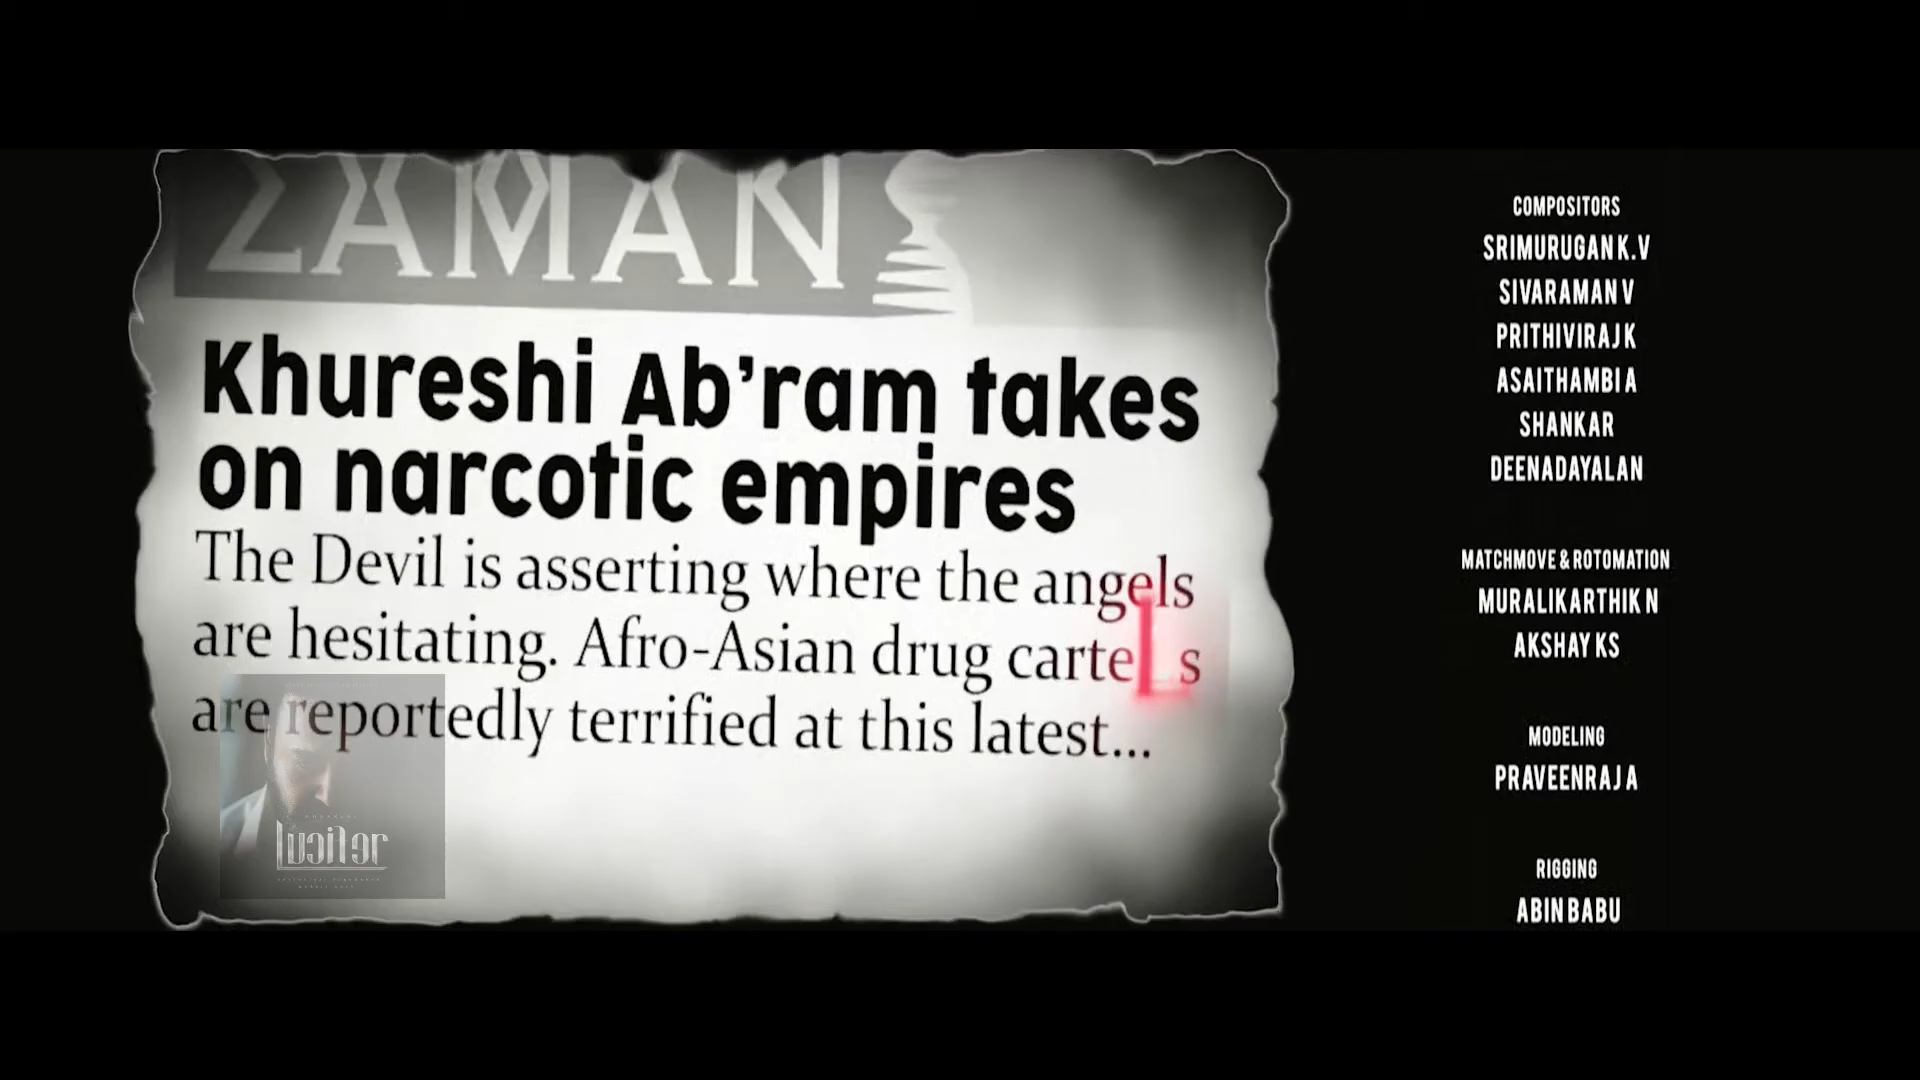 ZAMAN
Khureshi Ab'ram takes
on narcotic empires
The Devil is asserting where the angels
are hesitating. Afro-Asian drug carteLs
are reportedly terrified at this latest...
Lucifer
COMPOSITORS
SRIMURUGAN K.V
SIVARAMAN V
PRITHIVIRAJ K
ASAITHAMBI A
SHANKAR
DEENADAYALAN
MATCHMOVE & ROTOMATION
MURALIKARTHIK N
AKSHAY KS
MODELING
PRAVEENRAJ A
RIGGING
ABIN BABU